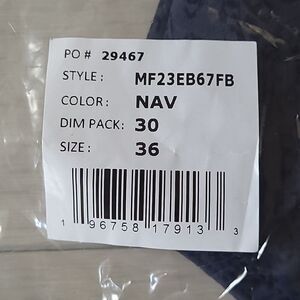 PO # 29467
STYLE : MF23EB67FB
COLOR: NAV
DIM PACK: 30
SIZE : 36
1 96758 17913 3